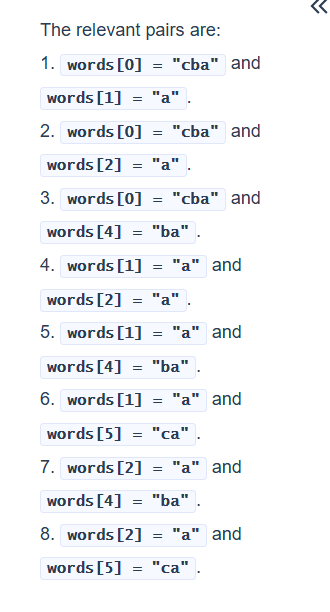 The relevant pairs are:
1. words[0] = "cba" and
words[1] = "a" .
2. words[0] = "cba" and
words[2] = "a" .
3. words[0] = "cba" and
words[4] = "ba" .
4. words[1] = "a" and
words[2] = "a" .
5. words[1] = "a" and
words[4] = "ba" .
6. words[1] = "a" and
words[5] = "ca" .
7. words[2] = "a" and
words[4] = "ba" .
8. words[2] = "a" and
words[5] = "ca" .